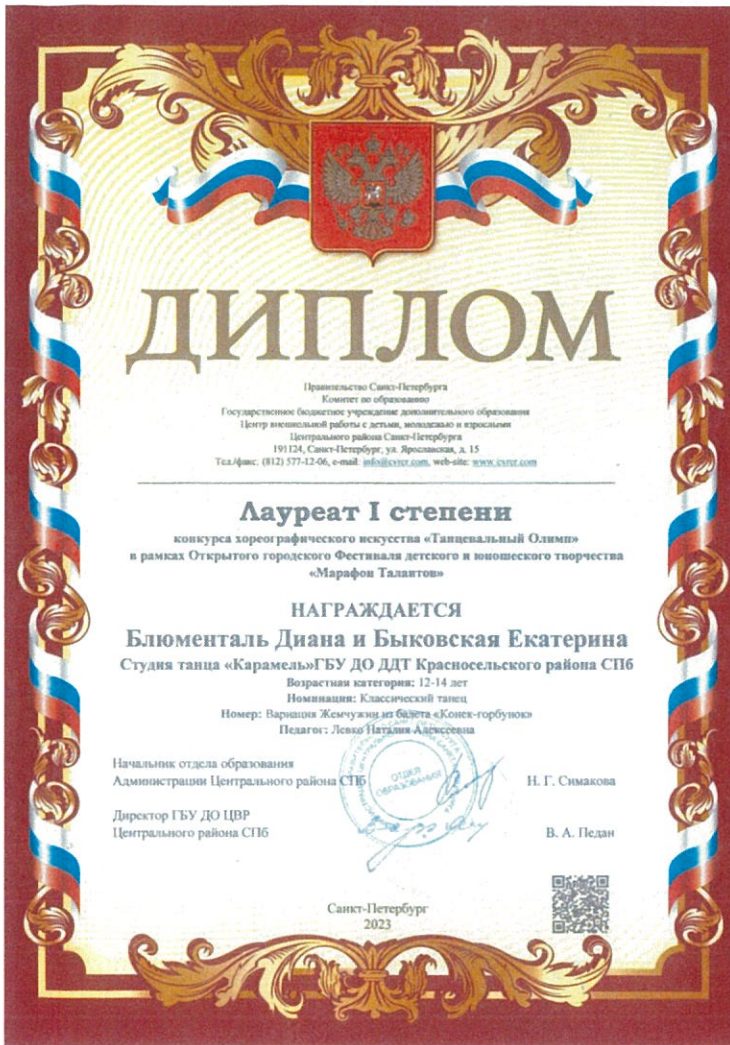 ДИПЛОМ
Правительство Санкт-Петербурга
Комитет по образованию
Государственное бюджетное учреждение дополнительного образования
Центр внешкольной работы с детьми, молодежью и взрослыми
Центрального района Санкт-Петербурга
191124, Санкт-Петербург, ул. Ярославская, д. 15
Тел./факс: (812) 577-12-06, e-mail: info@cvrcr.com, web-site: www.cvrcr.com
Лауреат I степени
конкурса хореографического искусства «Танцевальный Олимп»
в рамках Открытого городского Фестиваля детского и юношеского творчества
«Марафон Талантов»
НАГРАЖДАЕТСЯ
Блюменталь Диана и Быковская Екатерина
Студия танца «Карамель»ГБУ ДО ДДТ Красносельского района СПб
Возрастная категория: 12-14 лет
Номинация: Классический танец
Номер: Вариация Жемчужин из балета «Конек-горбунок»
Педагог: Левко Наталия Алексеевна
Начальник отдела образования
Администрации Центрального района СПб Н. Г. Симакова
ОТДЕЛ
ОБРАЗОВАНИЯ
Директор ГБУ ДО ЦВР
Центрального района СПб В. А. Педан
Санкт-Петербург
2023